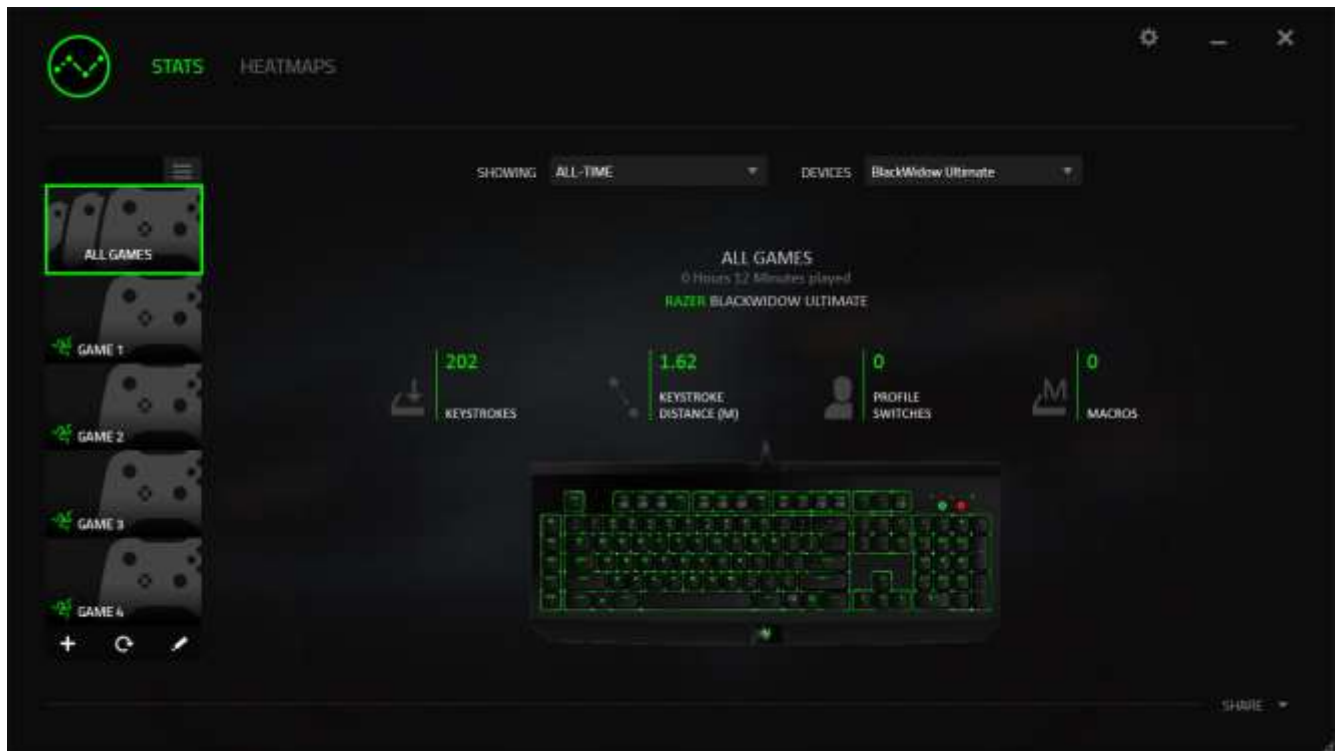 STATS HEATMAPS
SHOWING ALL-TIME DEVICES BlackWidow Ultimate
ALL GAMES
GAME 1
GAME 2
GAME 3
GAME 4
ALL GAMES
0 Hours 12 Minutes played
RAZER BLACKWIDOW ULTIMATE
202
KEYSTROKES
1.62
KEYSTROKE
DISTANCE (M)
0
PROFILE
SWITCHES
M
0
MACROS
SHARE